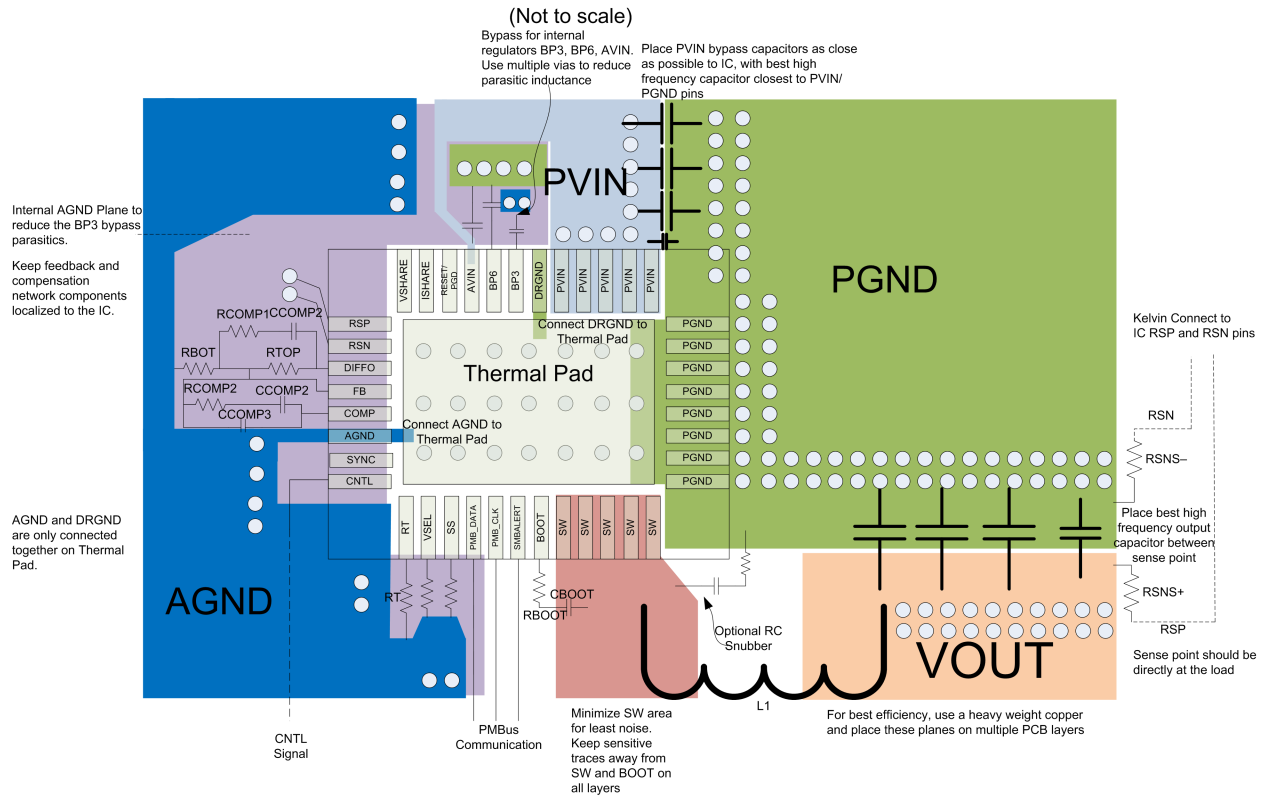 (Not to scale)
Bypass for internal
regulators BP3, BP6, AVIN.
Use multiple vias to reduce
parasitic inductance
Place PVIN bypass capacitors as close
as possible to IC, with best high
frequency capacitor closest to PVIN/
PGND pins
PVIN
PGND
Internal AGND Plane to
reduce the BP3 bypass
parasitics.
Keep feedback and
compensation
network components
localized to the IC.
VSHARE
ISHARE
RESET/
PGD
AVIN
BP6
BP3
DRGND
PVIN
PVIN
PVIN
PVIN
PVIN
RCOMP1
CCOMP2
RBOT
RTOP
RCOMP2
CCOMP2
CCOMP3
RSP
RSN
DIFFO
FB
COMP
AGND
SYNC
CNTL
Connect DRGND to
Thermal Pad
Thermal Pad
Connect AGND to
Thermal Pad
PGND
PGND
PGND
PGND
PGND
PGND
PGND
PGND
Kelvin Connect to
IC RSP and RSN pins
RSN
RSNS–
Place best high
frequency output
capacitor between
sense point
RSNS+
RSP
Sense point should be
directly at the load
AGND and DRGND
are only connected
together on Thermal
Pad.
RT
VSEL
SS
PMB_DATA
PMB_CLK
SMBALERT
BOOT
SW
SW
SW
SW
SW
AGND
RT
CBOOT
RBOOT
Optional RC
Snubber
VOUT
L1
CNTL
Signal
PMBus
Communication
Minimize SW area
for least noise.
Keep sensitive
traces away from
SW and BOOT on
all layers
For best efficiency, use a heavy weight copper
and place these planes on multiple PCB layers